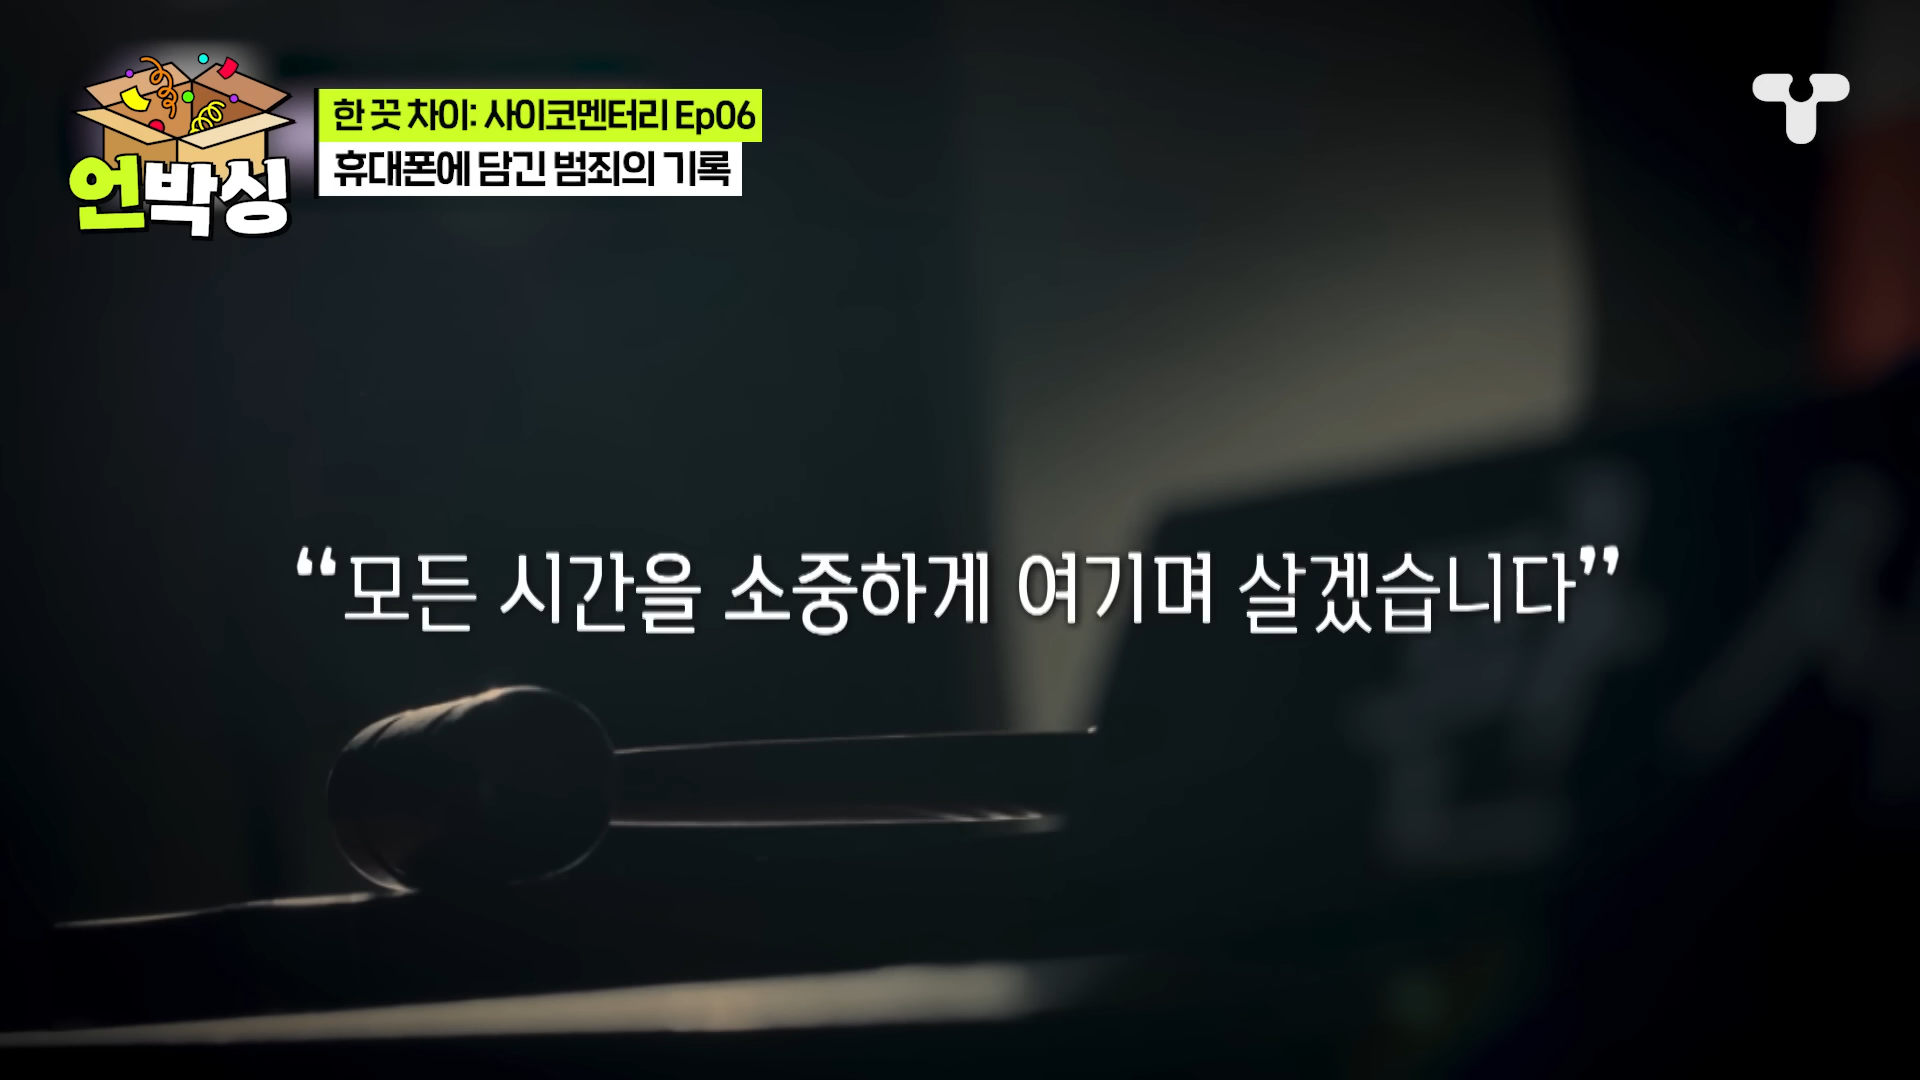 언박싱
한 끗 차이: 사이코멘터리 Ep06
휴대폰에 담긴 범죄의 기록
“모든 시간을 소중하게 여기며 살겠습니다”